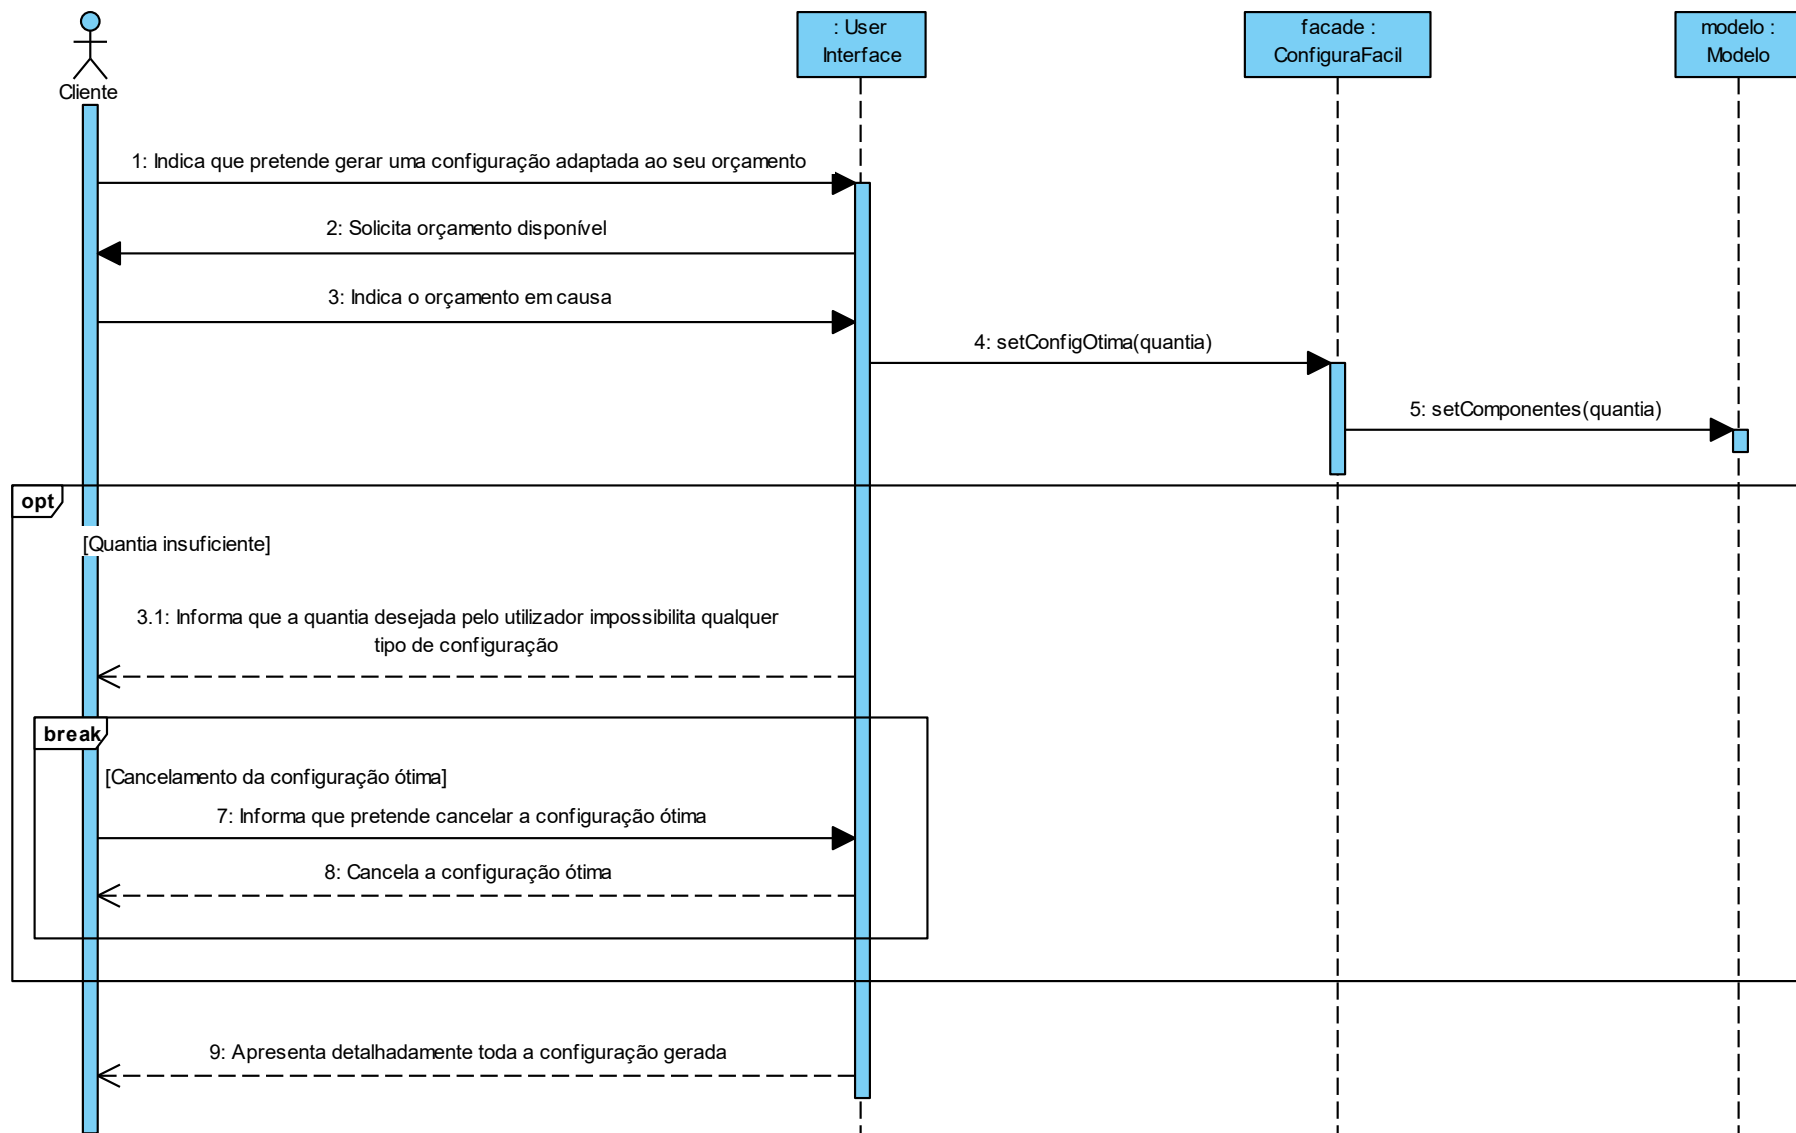 Cliente
: User
Interface
facade :
ConfiguraFacil
modelo :
Modelo
1: Indica que pretende gerar uma configuração adaptada ao seu orçamento
2: Solicita orçamento disponível
3: Indica o orçamento em causa
4: setConfigOtima(quantia)
5: setComponentes(quantia)
opt
[Quantia insuficiente]
3.1: Informa que a quantia desejada pelo utilizador impossibilita qualquer
tipo de configuração
break
[Cancelamento da configuração ótima]
7: Informa que pretende cancelar a configuração ótima
8: Cancela a configuração ótima
9: Apresenta detalhadamente toda a configuração gerada